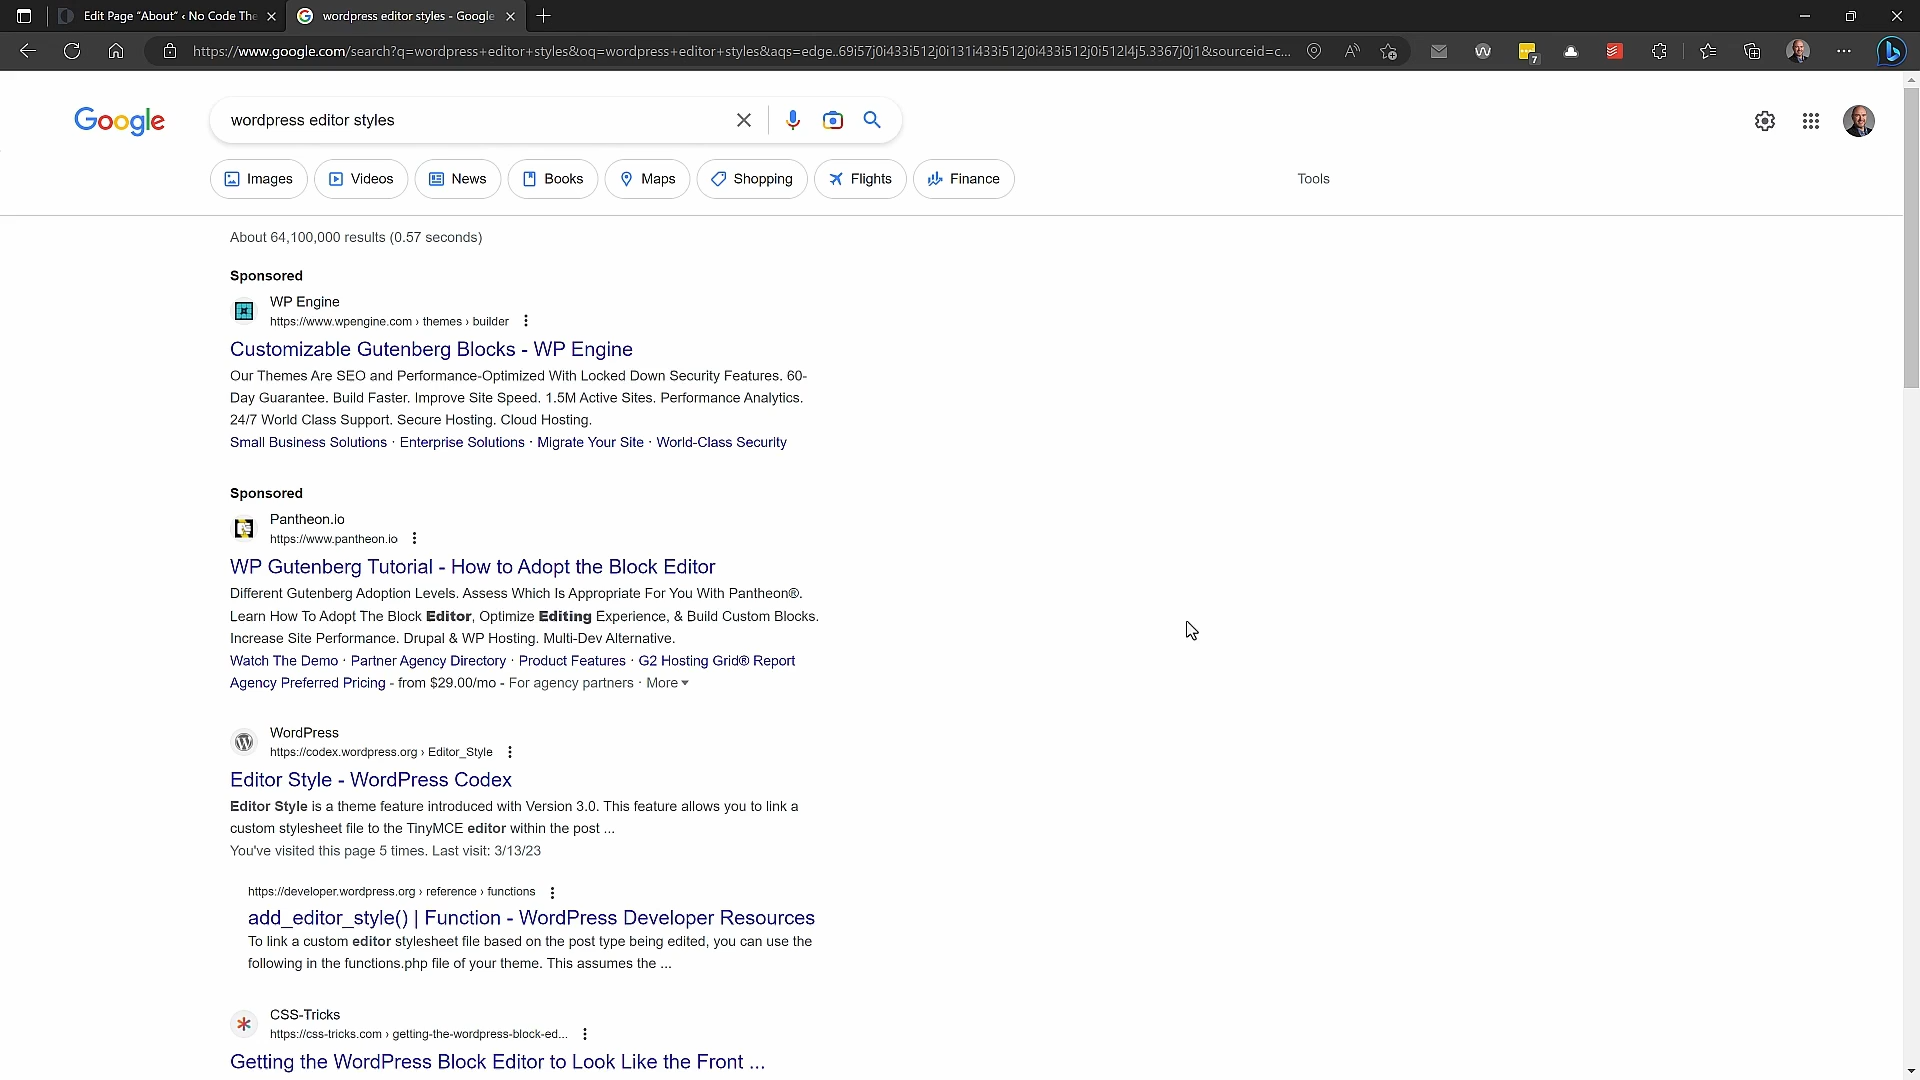 Edit Page “About” ‹ No Code The
wordpress editor styles - Google
https://www.google.com/search?q=wordpress+editor+styles&oq=wordpress+editor+styles&aqs=edge..69i57j0i433i512j0i131i433i512j0i433i512j0i512l4j5.3367j0j1&sourceid=c...
7
Google
wordpress editor styles
Images
Videos
News
Books
Maps
Shopping
Flights
Finance
Tools
About 64,100,000 results (0.57 seconds)
Sponsored
WP Engine
https://www.wpengine.com › themes › builder
Customizable Gutenberg Blocks - WP Engine
Our Themes Are SEO and Performance-Optimized With Locked Down Security Features. 60-
Day Guarantee. Build Faster. Improve Site Speed. 1.5M Active Sites. Performance Analytics.
24/7 World Class Support. Secure Hosting. Cloud Hosting.
Small Business Solutions · Enterprise Solutions · Migrate Your Site · World-Class Security
Sponsored
Pantheon.io
https://www.pantheon.io
WP Gutenberg Tutorial - How to Adopt the Block Editor
Different Gutenberg Adoption Levels. Assess Which Is Appropriate For You With Pantheon®.
Learn How To Adopt The Block Editor, Optimize Editing Experience, & Build Custom Blocks.
Increase Site Performance. Drupal & WP Hosting. Multi-Dev Alternative.
Watch The Demo · Partner Agency Directory · Product Features · G2 Hosting Grid® Report
Agency Preferred Pricing - from $29.00/mo - For agency partners · More
WordPress
https://codex.wordpress.org › Editor_Style
Editor Style - WordPress Codex
Editor Style is a theme feature introduced with Version 3.0. This feature allows you to link a
custom stylesheet file to the TinyMCE editor within the post ...
You've visited this page 5 times. Last visit: 3/13/23
https://developer.wordpress.org › reference › functions
add_editor_style() | Function - WordPress Developer Resources
To link a custom editor stylesheet file based on the post type being edited, you can use the
following in the functions.php file of your theme. This assumes the ...
CSS-Tricks
https://css-tricks.com › getting-the-wordpress-block-ed...
Getting the WordPress Block Editor to Look Like the Front ...